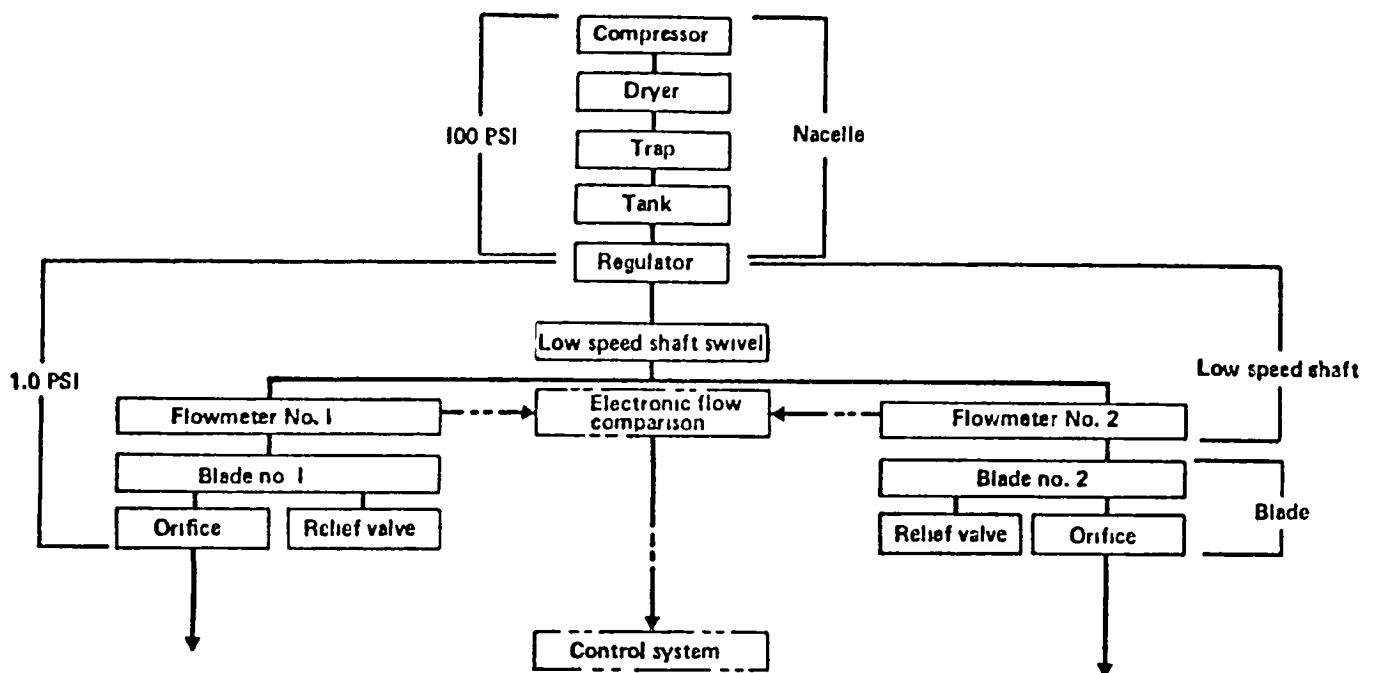 Compressor
Dryer
100 PSI
Nacelle
Trap
Tank
Regulator
Low speed shaft swivel
1.0 PSI
Low speed shaft
Flowmeter No. 1
Electronic flow
comparison
Flowmeter No. 2
Blade no. 1
Blade no. 2
Orifice
Relief valve
Relief valve
Orifice
Blade
Control system